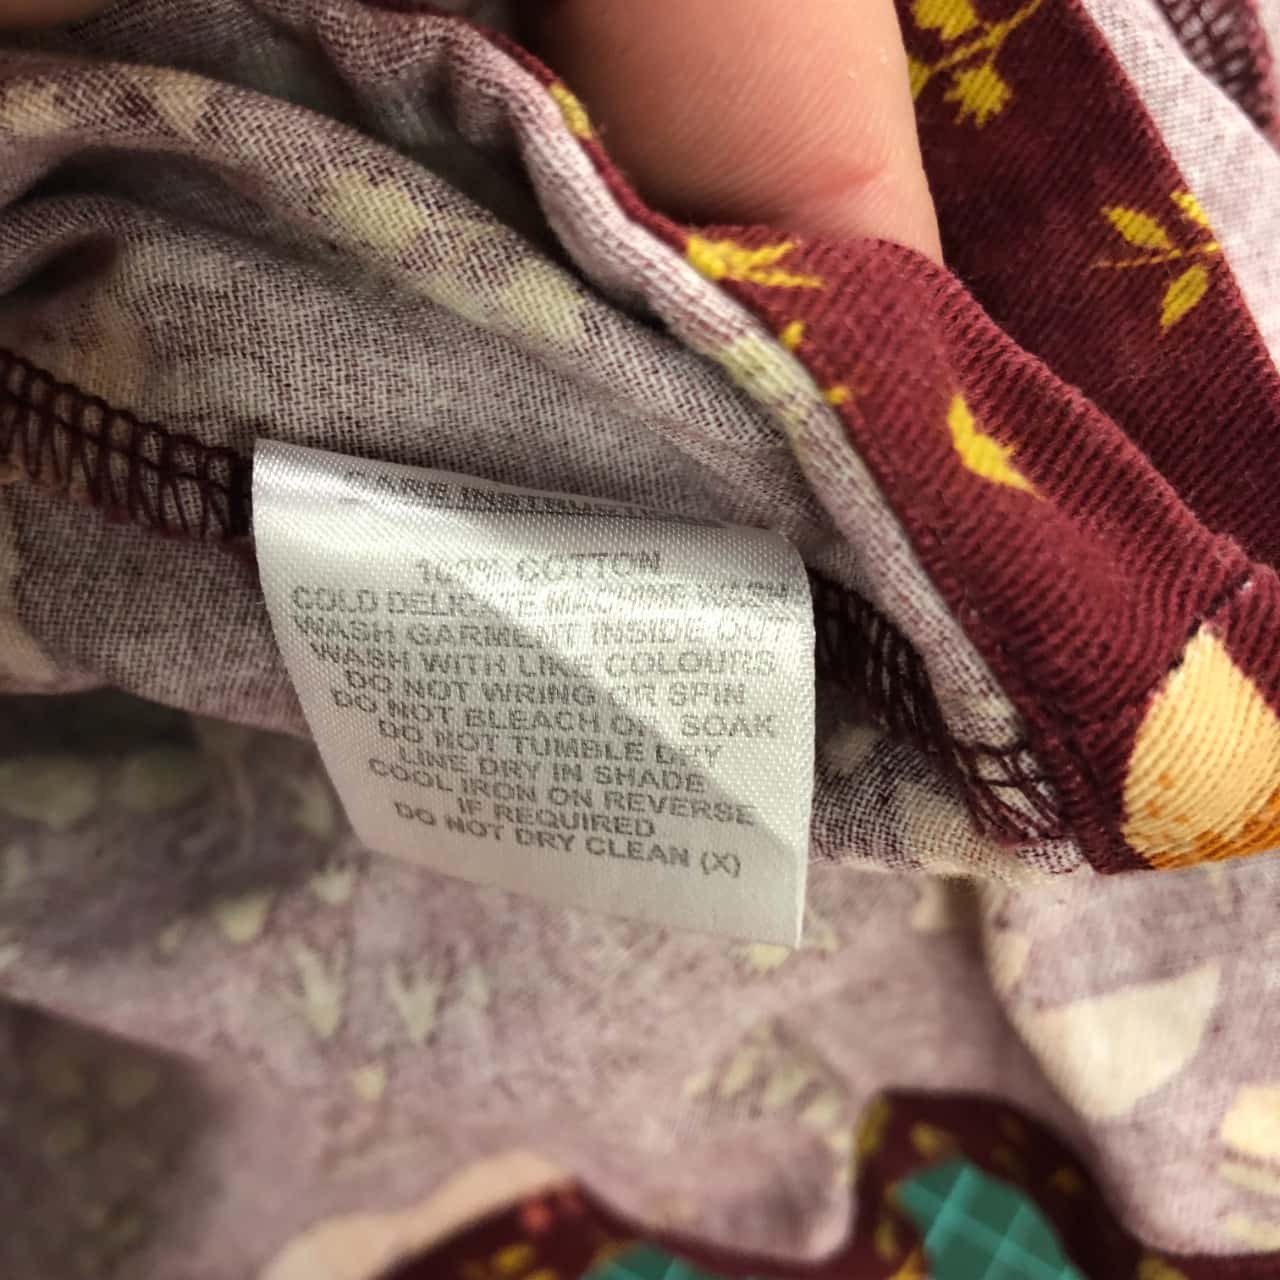 CARE INSTRU
100% COTTON
COLD DELICATE MACHINE WASH
WASH GARMENT INSIDE OUT
WASH WITH LIKE COLOURS
DO NOT WRING OR SPIN
DO NOT BLEACH OR SOAK
DO NOT TUMBLE DRY
LINE DRY IN SHADE
COOL IRON ON REVERSE
IF REQUIRED
DO NOT DRY CLEAN (X)